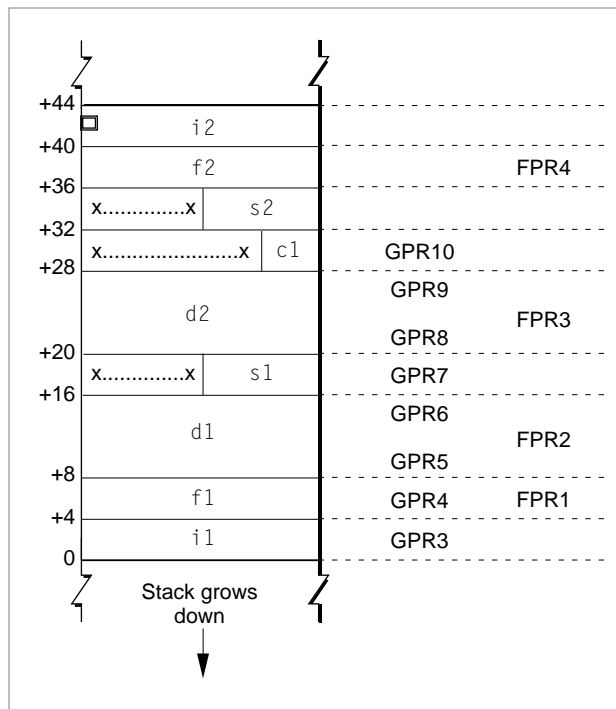 +44
i2
+40
f2 FPR4
+36
x..............x s2
+32
x.......................x c1 GPR10
+28
GPR9
d2 FPR3
GPR8
+20
x..............x s1 GPR7
+16
GPR6
d1 FPR2
GPR5
+8
f1 GPR4 FPR1
+4
i1 GPR3
0
Stack grows
down